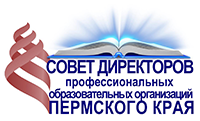 СОВЕТ ДИРЕКТОРОВ
профессиональных
образовательных организаций
ПЕРМСКОГО КРАЯ